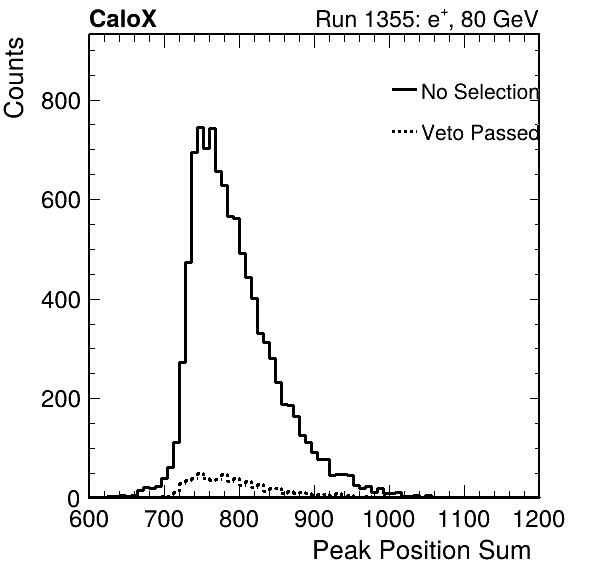 CaloX Run 1355: e⁺, 80 GeV
Counts
800
600
400
200
0
No Selection
Veto Passed
600 700 800 900 1000 1100 1200
Peak Position Sum